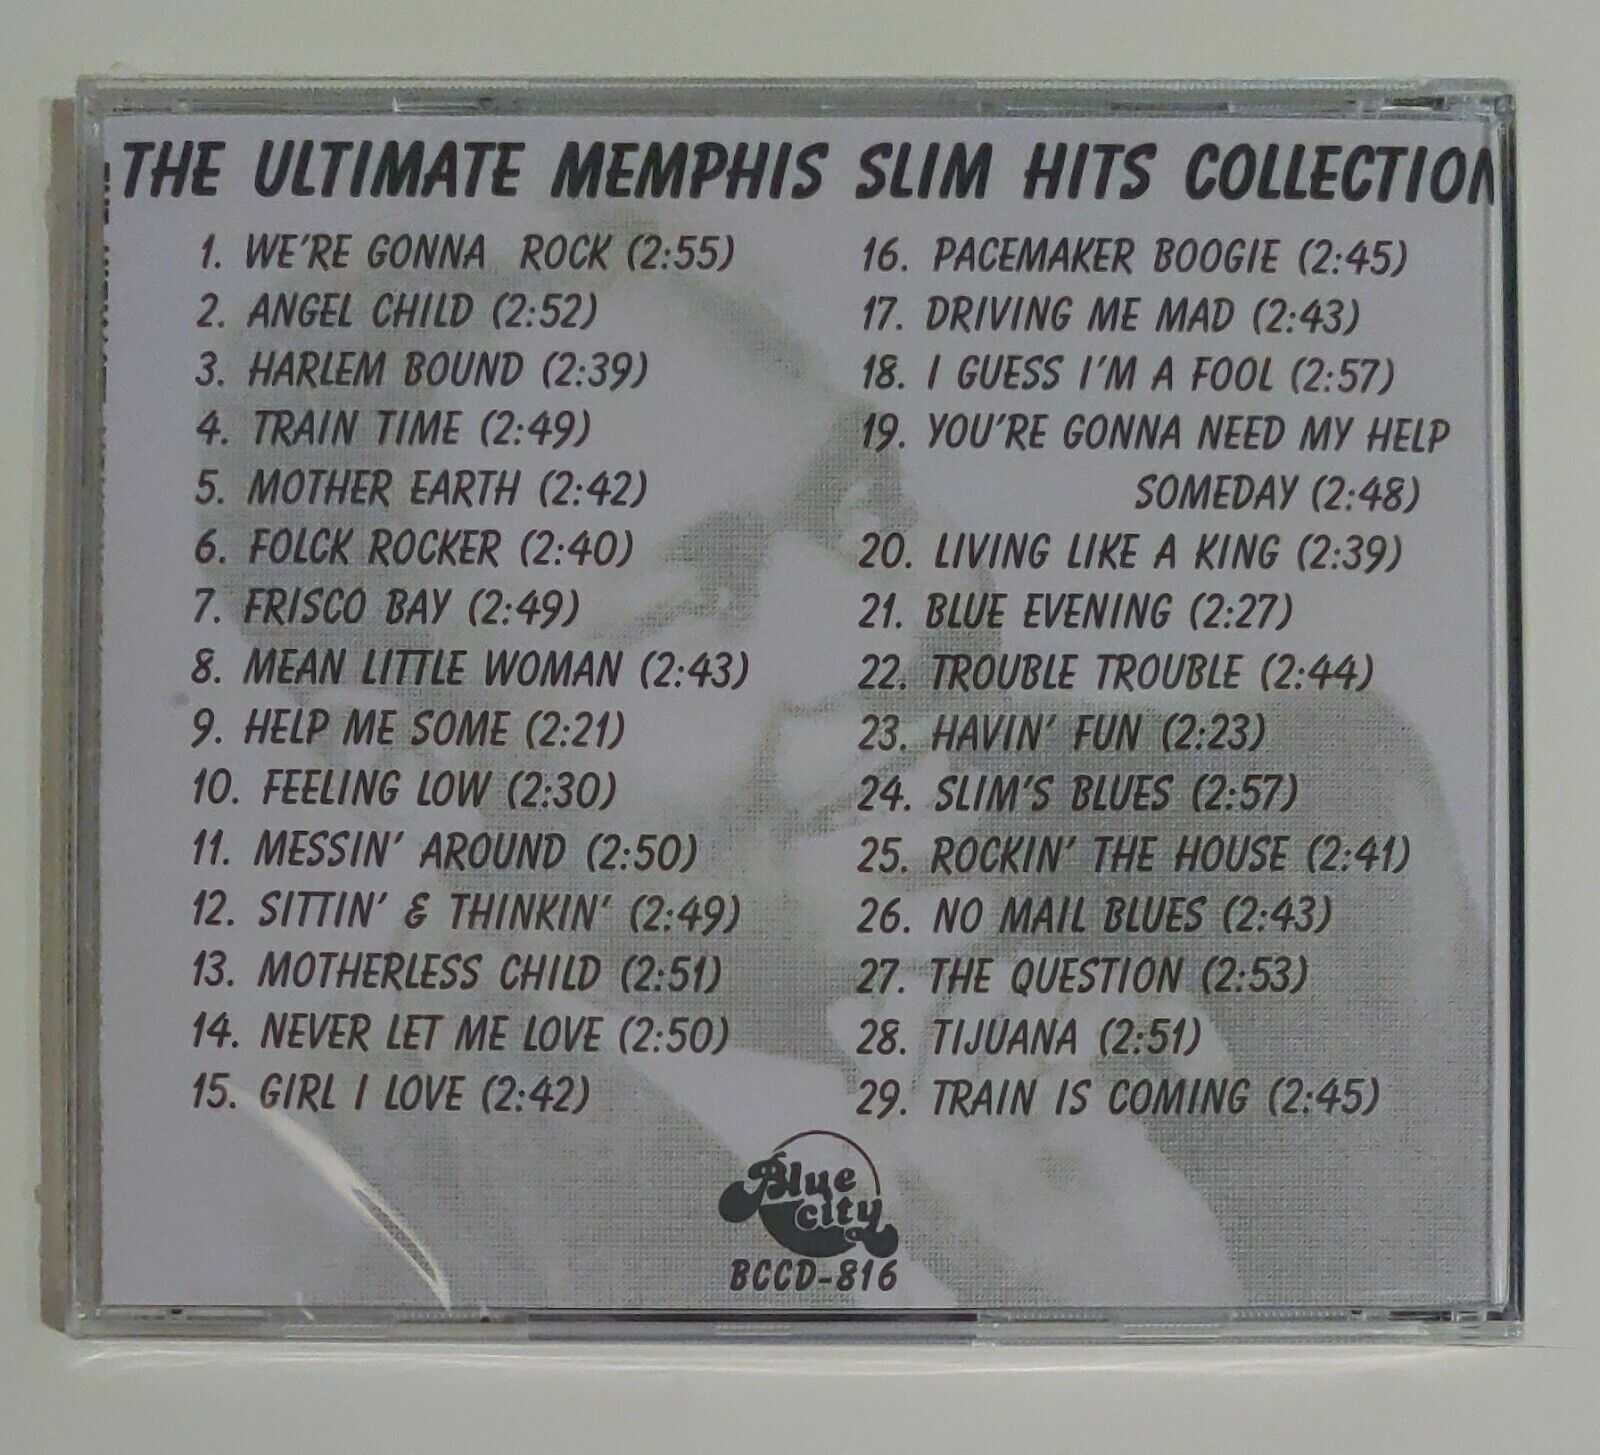 THE ULTIMATE MEMPHIS SLIM HITS COLLECTION
1. WE'RE GONNA ROCK (2:55)
2. ANGEL CHILD (2:52)
3. HARLEM BOUND (2:39)
4. TRAIN TIME (2:49)
5. MOTHER EARTH (2:42)
6. FOLCK ROCKER (2:40)
7. FRISCO BAY (2:49)
8. MEAN LITTLE WOMAN (2:43)
9. HELP ME SOME (2:21)
10. FEELING LOW (2:30)
11. MESSIN' AROUND (2:50)
12. SITTIN' & THINKIN' (2:49)
13. MOTHERLESS CHILD (2:51)
14. NEVER LET ME LOVE (2:50)
15. GIRL I LOVE (2:42)
16. PACEMAKER BOOGIE (2:45)
17. DRIVING ME MAD (2:43)
18. I GUESS I'M A FOOL (2:57)
19. YOU'RE GONNA NEED MY HELP
SOMEDAY (2:48)
20. LIVING LIKE A KING (2:39)
21. BLUE EVENING (2:27)
22. TROUBLE TROUBLE (2:44)
23. HAVIN' FUN (2:23)
24. SLIM'S BLUES (2:57)
25. ROCKIN' THE HOUSE (2:41)
26. NO MAIL BLUES (2:43)
27. THE QUESTION (2:53)
28. TIJUANA (2:51)
29. TRAIN IS COMING (2:45)
Blue
city
BCCD-816